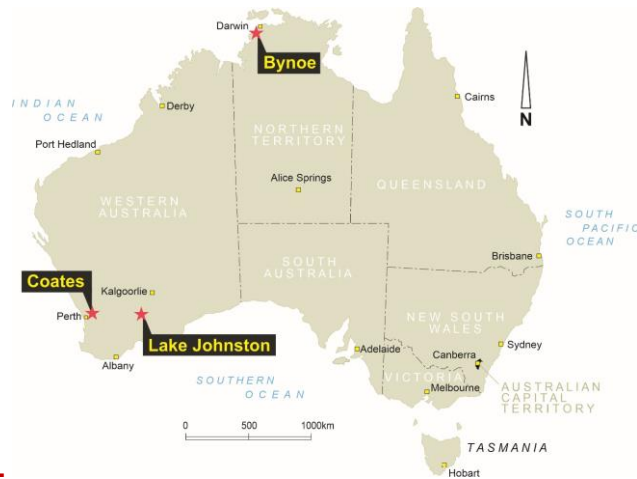 Darwin
Bynoe
INDIAN
OCEAN
Derby
Cairns
N
Port Hedland
NORTHERN
TERRITORY
Alice Springs
WESTERN
AUSTRALIA
QUEENSLAND
SOUTH
PACIFIC
OCEAN
Brisbane
SOUTH
AUSTRALIA
Coates
Kalgoorlie
Perth
Lake Johnston
Albany
NEW SOUTH
WALES
Sydney
Adelaide
Canberra
SOUTHERN
OCEAN
VICTORIA
Melbourne
AUSTRALIAN
CAPITAL
TERRITORY
0 500 1000km
TASMANIA
Hobart